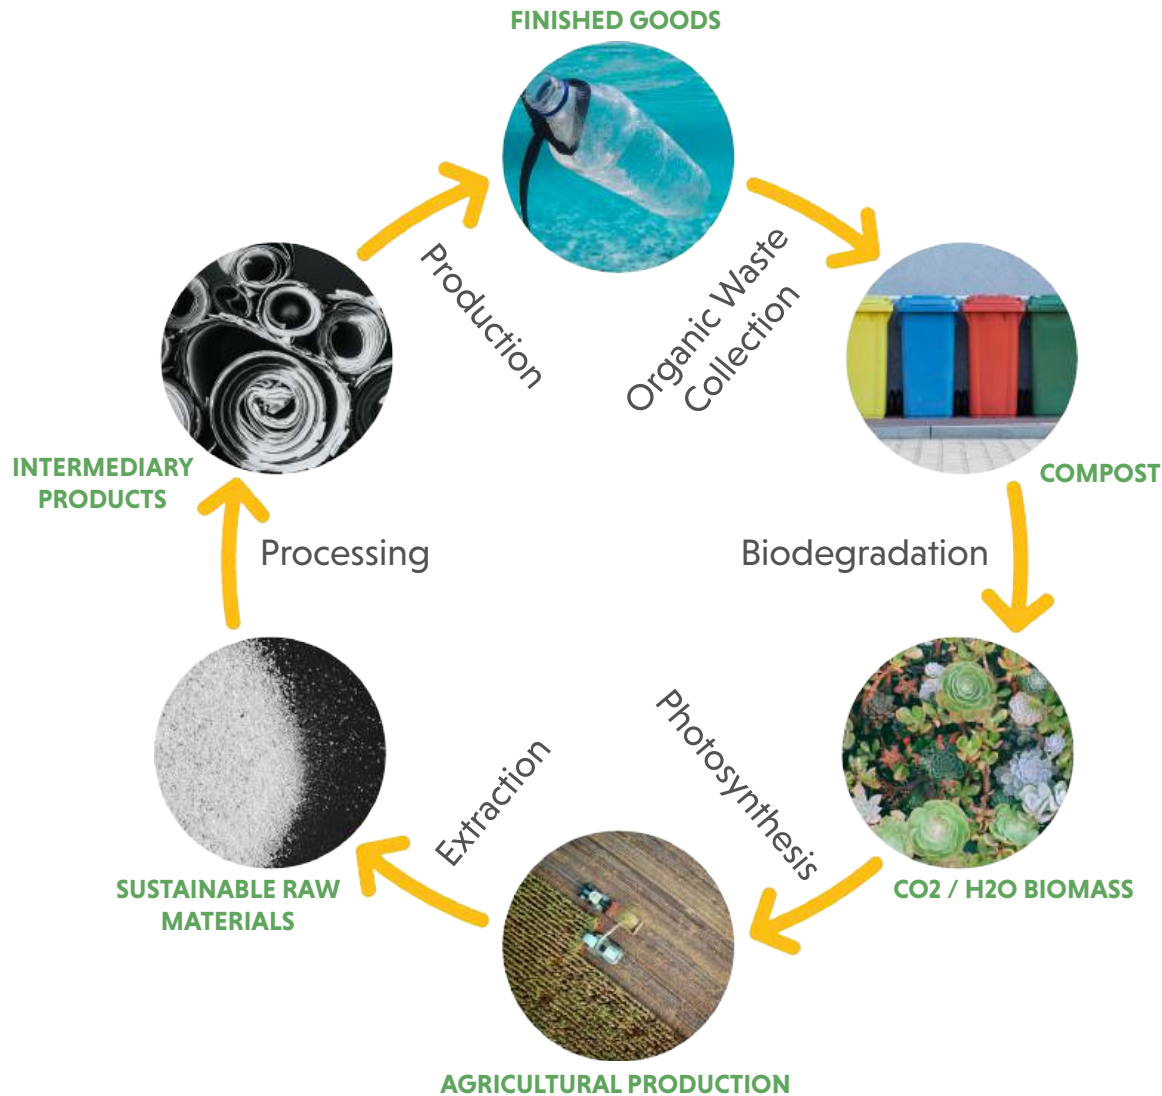 FINISHED GOODS
Production
Organic Waste
Collection
INTERMEDIARY
PRODUCTS
COMPOST
Processing
Biodegradation
Extraction
Photosynthesis
SUSTAINABLE RAW
MATERIALS
CO2 / H2O BIOMASS
AGRICULTURAL PRODUCTION